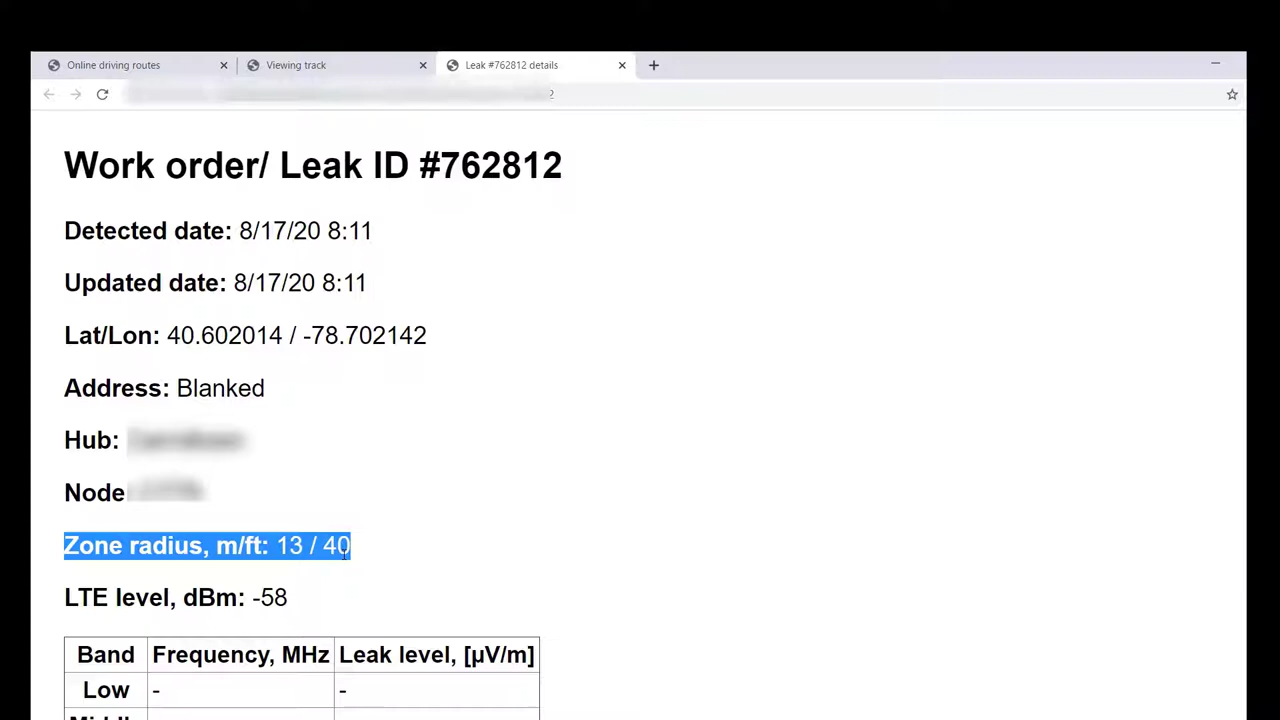 Online driving routes
Viewing track
Leak #762812 details
2
Work order/ Leak ID #762812
Detected date: 8/17/20 8:11
Updated date: 8/17/20 8:11
Lat/Lon: 40.602014 / -78.702142
Address: Blanked
Hub:
Node
Zone radius, m/ft: 13 / 40
LTE level, dBm: -58
Band Frequency, MHz Leak level, [µV/m]
Low - -